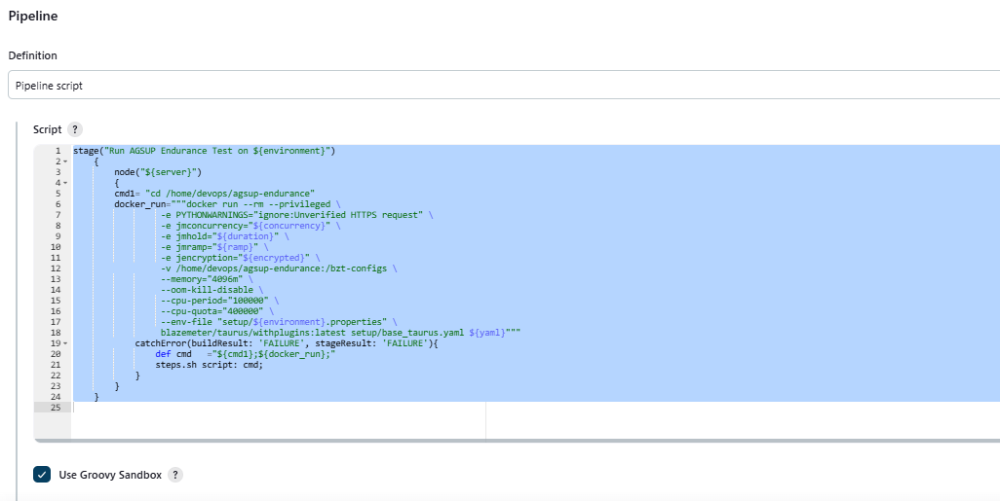 Pipeline
Definition
Pipeline script
Script ?
1 stage("Run AGSUP Endurance Test on ${environment}")
2 {
3 node("${server}")
4 {
5 cmd1= "cd /home/devops/agsup-endurance"
6 docker_run="""docker run --rm --privileged \
7 -e PYTHONWARNINGS="ignore:Unverified HTTPS request" \
8 -e jmconcurrency="${concurrency}" \
9 -e jmhold="${duration}" \
10 -e jmramp="${ramp}" \
11 -e jencryption="${encrypted}" \
12 -v /home/devops/agsup-endurance:/bzt-configs \
13 --memory="4096m" \
14 --oom-kill-disable \
15 --cpu-period="100000" \
16 --cpu-quota="400000" \
17 --env-file "setup/${environment}.properties" \
18 blazemeter/taurus/withplugins:latest setup/base_taurus.yaml ${yaml}"""
19 catchError(buildResult: 'FAILURE', stageResult: 'FAILURE'){
20 def cmd ="${cmd1};${docker_run};"
21 steps.sh script: cmd;
22 }
23 }
24 }
25
Use Groovy Sandbox ?